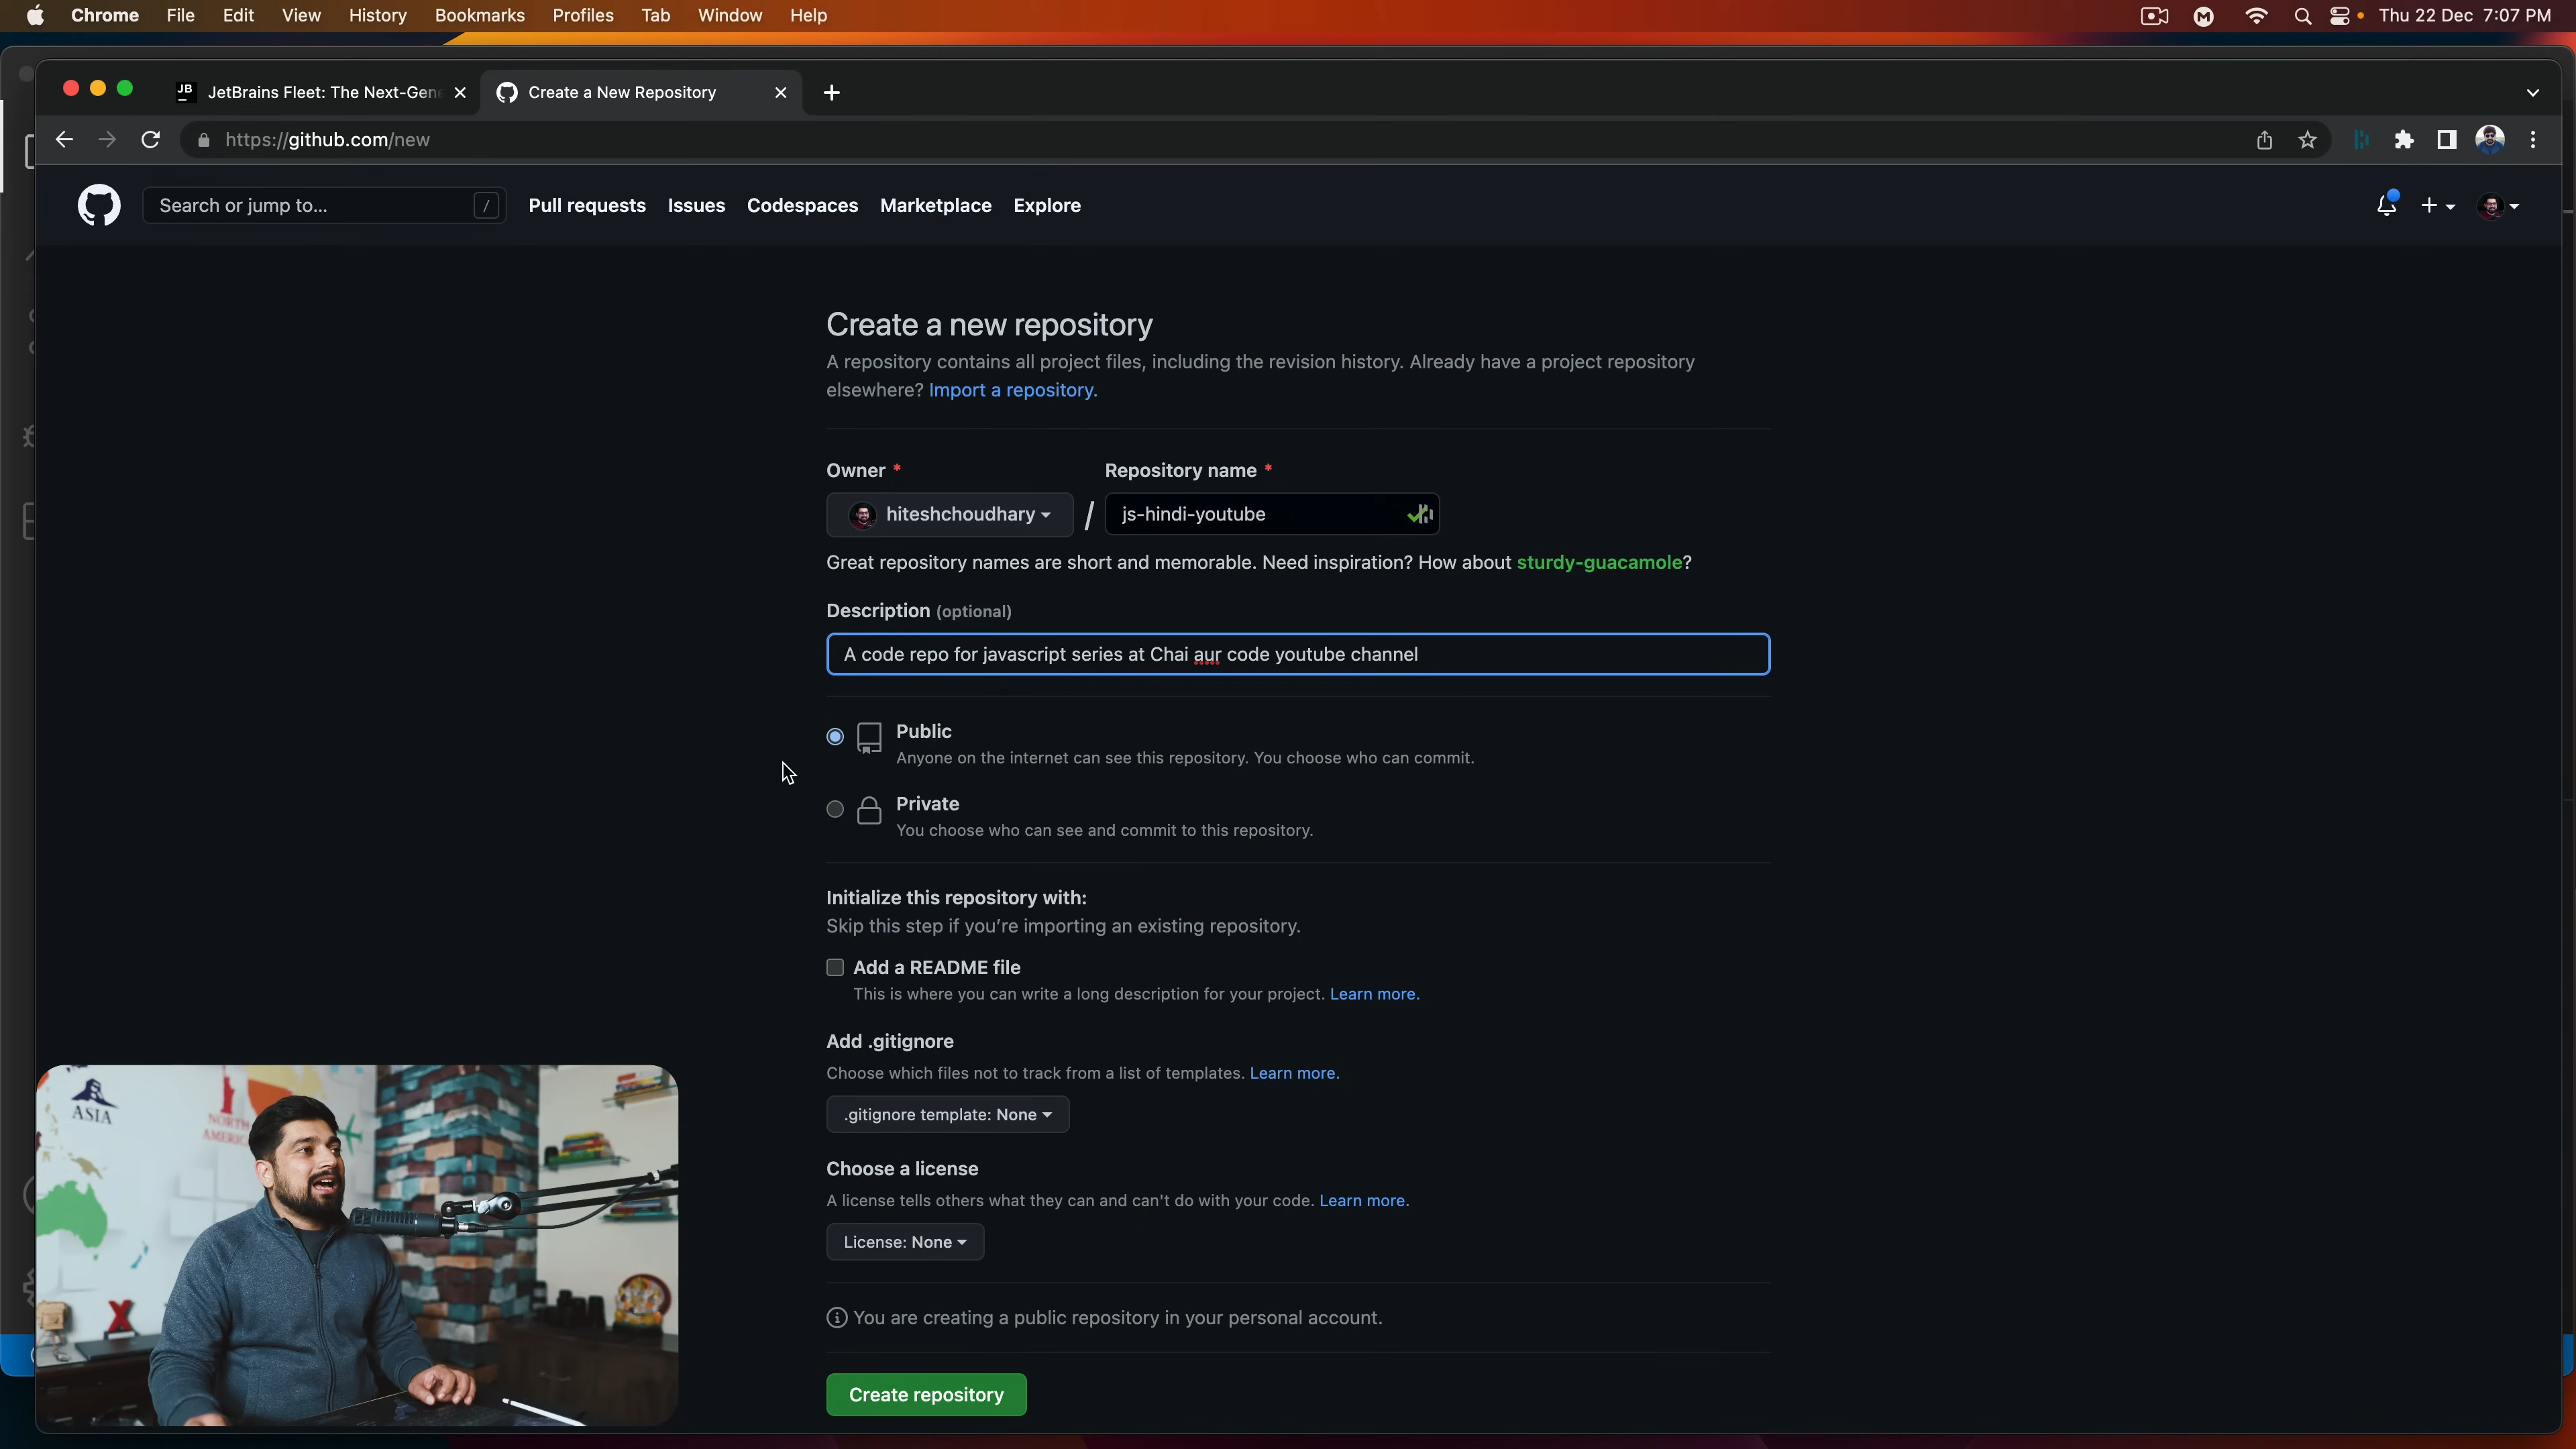 Chrome File Edit View History Bookmarks Profiles Tab Window Help
Thu 22 Dec 7:07 PM
JetBrains Fleet: The Next-Gen
Create a New Repository
https://github.com/new
Search or jump to... /
Pull requests Issues Codespaces Marketplace Explore
Create a new repository
A repository contains all project files, including the revision history. Already have a project repository
elsewhere? Import a repository.
Owner * Repository name *
hiteshchoudhary / js-hindi-youtube
Great repository names are short and memorable. Need inspiration? How about sturdy-guacamole?
Description (optional)
A code repo for javascript series at Chai aur code youtube channel
Public
Anyone on the internet can see this repository. You choose who can commit.
Private
You choose who can see and commit to this repository.
Initialize this repository with:
Skip this step if you’re importing an existing repository.
Add a README file
This is where you can write a long description for your project. Learn more.
Add .gitignore
Choose which files not to track from a list of templates. Learn more.
.gitignore template: None
Choose a license
A license tells others what they can and can't do with your code. Learn more.
License: None
You are creating a public repository in your personal account.
Create repository
ASIA
NORTH
AMERIC